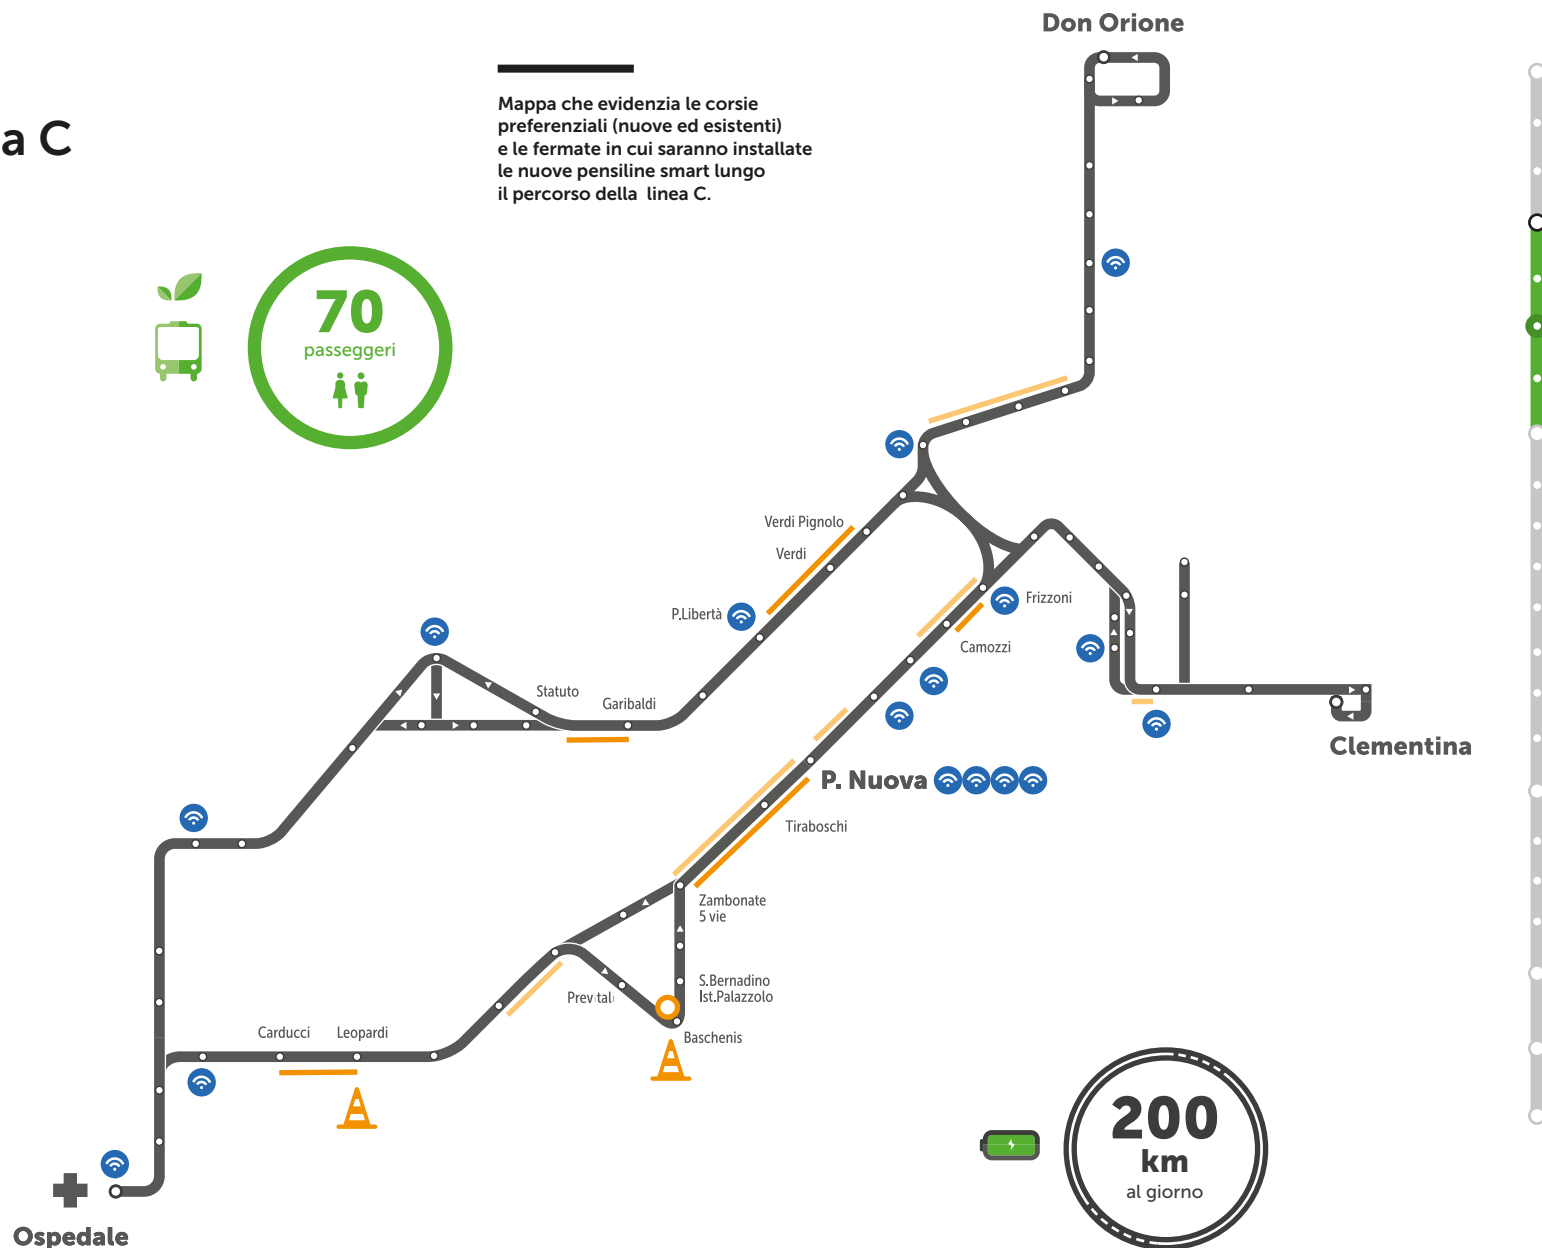 Don Orione
Mappa che evidenzia le corsie
preferenziali (nuove ed esistenti)
e le fermate in cui saranno installate
le nuove pensiline smart lungo
il percorso della linea C.
a C
70
passeggeri
Verdi Pignolo
Verdi
P.Libertà
Frizzoni
Camozzi
Statuto
Garibaldi
Clementina
P. Nuova
Tiraboschi
Zambonate
5 vie
S.Bernadino
Ist.Palazzolo
Previtali
Baschenis
Carducci
Leopardi
200
km
al giorno
Ospedale